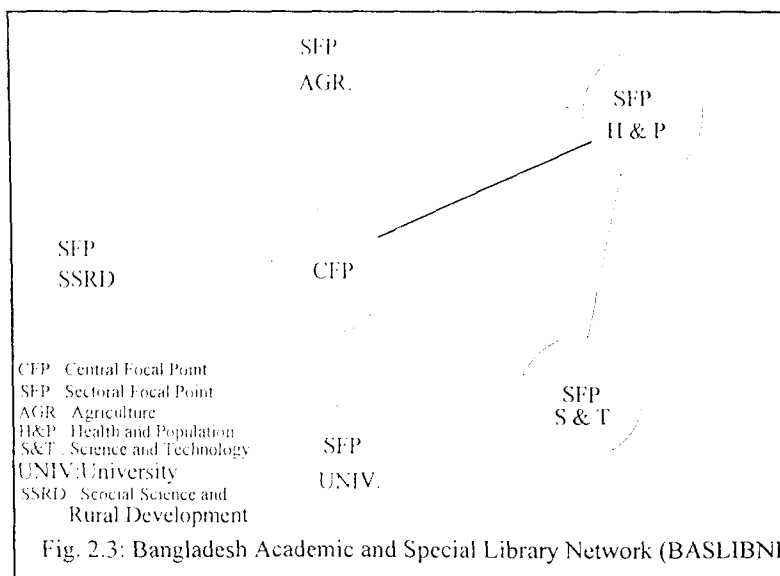 SFP
AGR.
SFP
H & P
SFP
SSRD
CFP
SFP
S & T
SFP
UNIV.
CFP Central Focal Point
SFP Sectoral Focal Point
AGR Agriculture
H&P Health and Population
S&T . Science and Technology
UNIV:University
SSRD Scocial Science and
Rural Development
Fig. 2.3: Bangladesh Academic and Special Library Network (BASLIBN